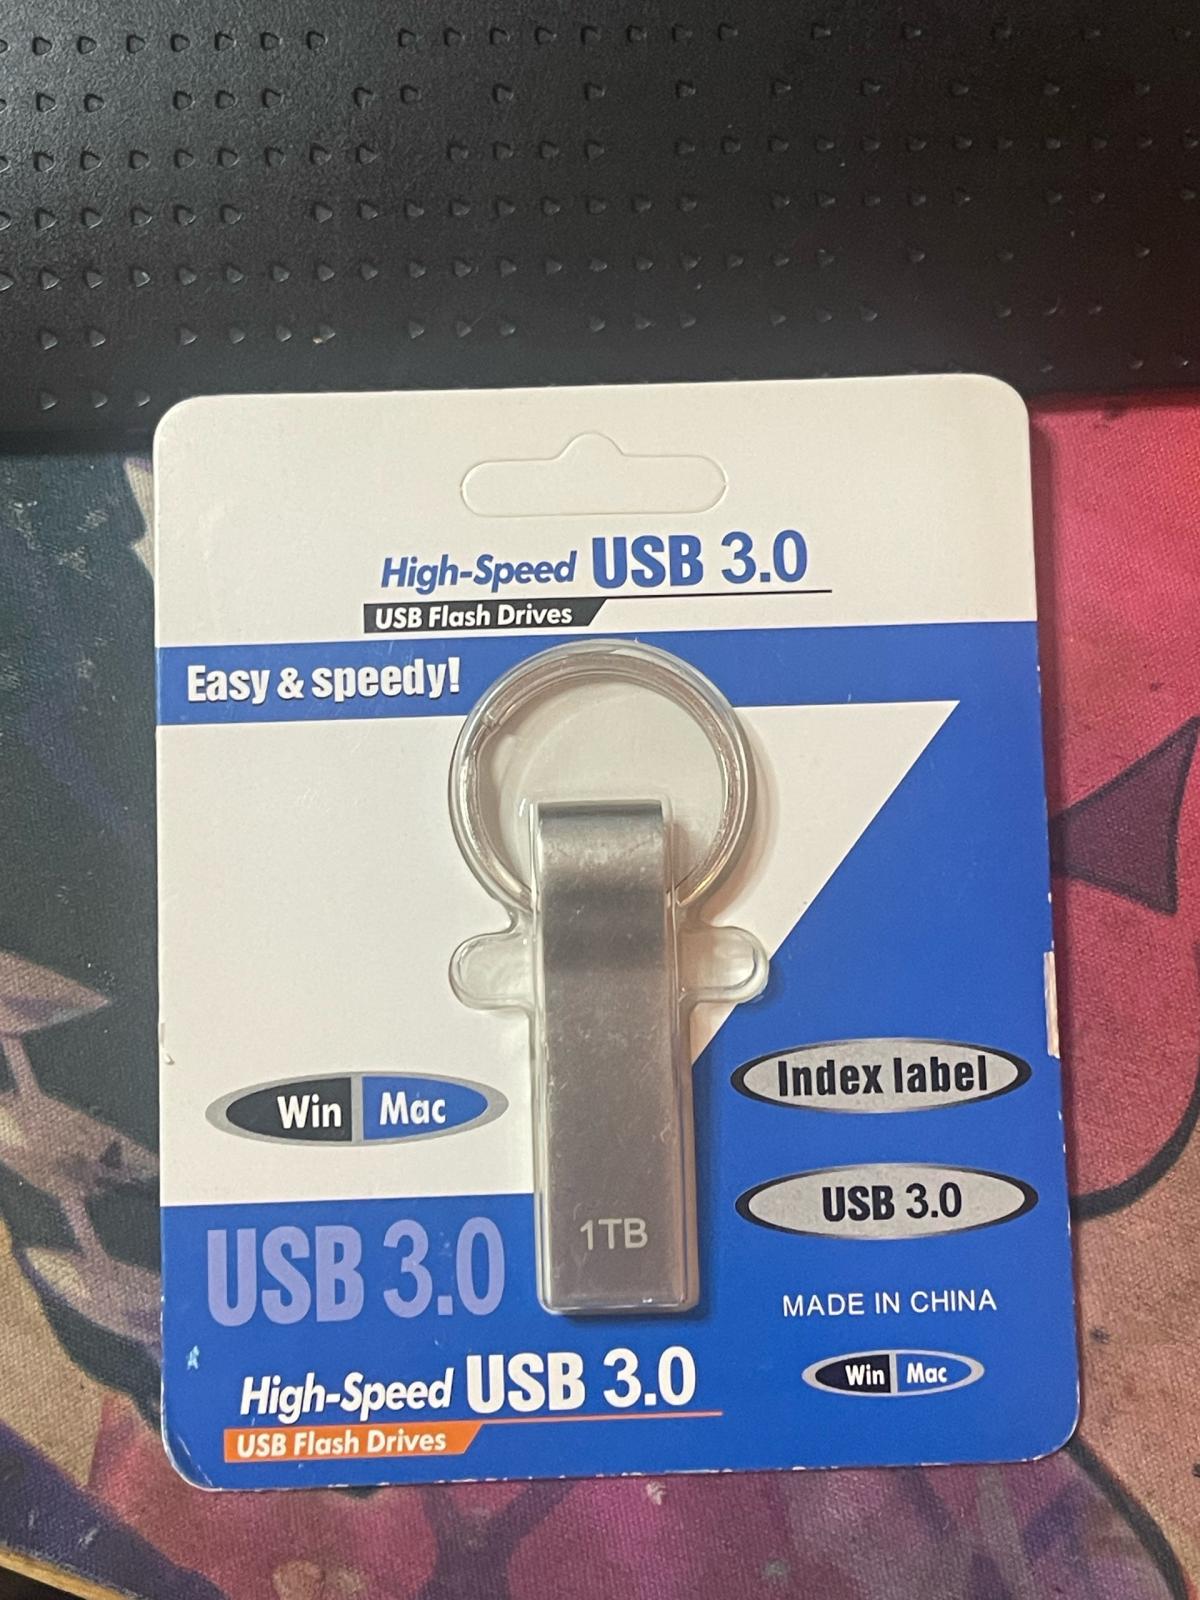 High-Speed USB 3.0
USB Flash Drives
Easy & speedy!
Win Mac
Index label
USB 3.0
1TB
USB 3.0
MADE IN CHINA
Win Mac
High-Speed USB 3.0
USB Flash Drives